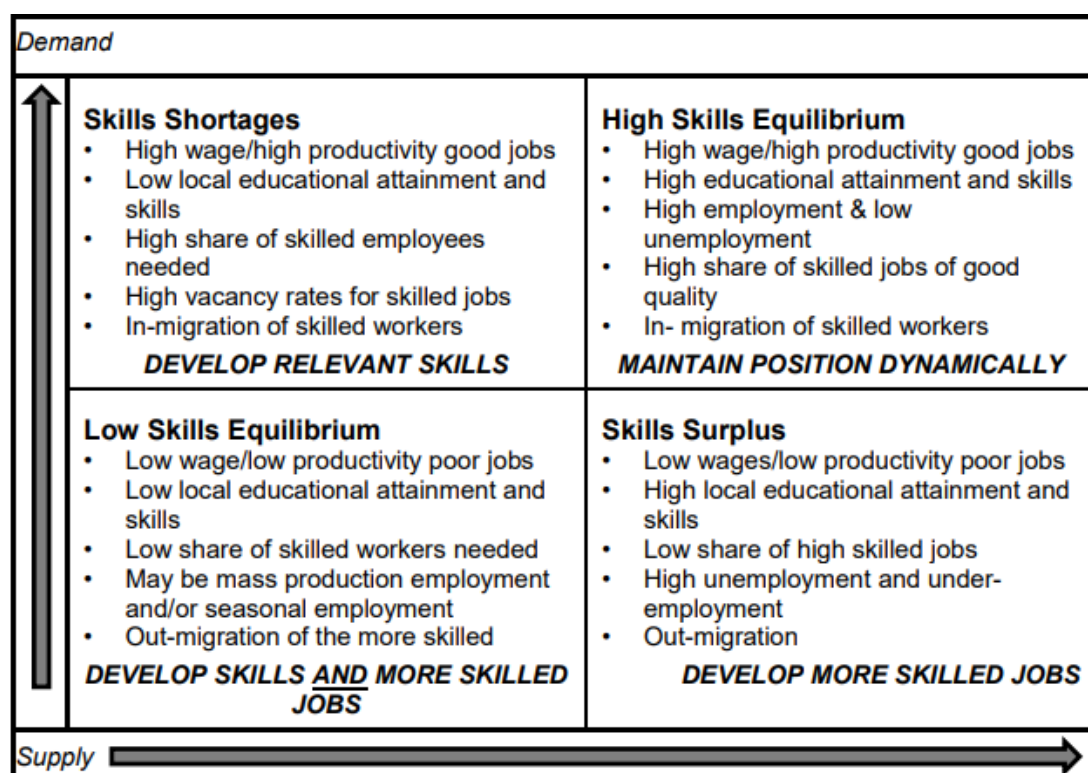 Demand
Skills Shortages
• High wage/high productivity good jobs
• Low local educational attainment and
skills
• High share of skilled employees
needed
• High vacancy rates for skilled jobs
• In-migration of skilled workers
DEVELOP RELEVANT SKILLS
High Skills Equilibrium
• High wage/high productivity good jobs
• High educational attainment and skills
• High employment & low
unemployment
• High share of skilled jobs of good
quality
• In- migration of skilled workers
MAINTAIN POSITION DYNAMICALLY
Low Skills Equilibrium
• Low wage/low productivity poor jobs
• Low local educational attainment and
skills
• Low share of skilled workers needed
• May be mass production employment
and/or seasonal employment
• Out-migration of the more skilled
DEVELOP SKILLS AND MORE SKILLED
JOBS
Skills Surplus
• Low wages/low productivity poor jobs
• High local educational attainment and
skills
• Low share of high skilled jobs
• High unemployment and under-
employment
• Out-migration
DEVELOP MORE SKILLED JOBS
Supply